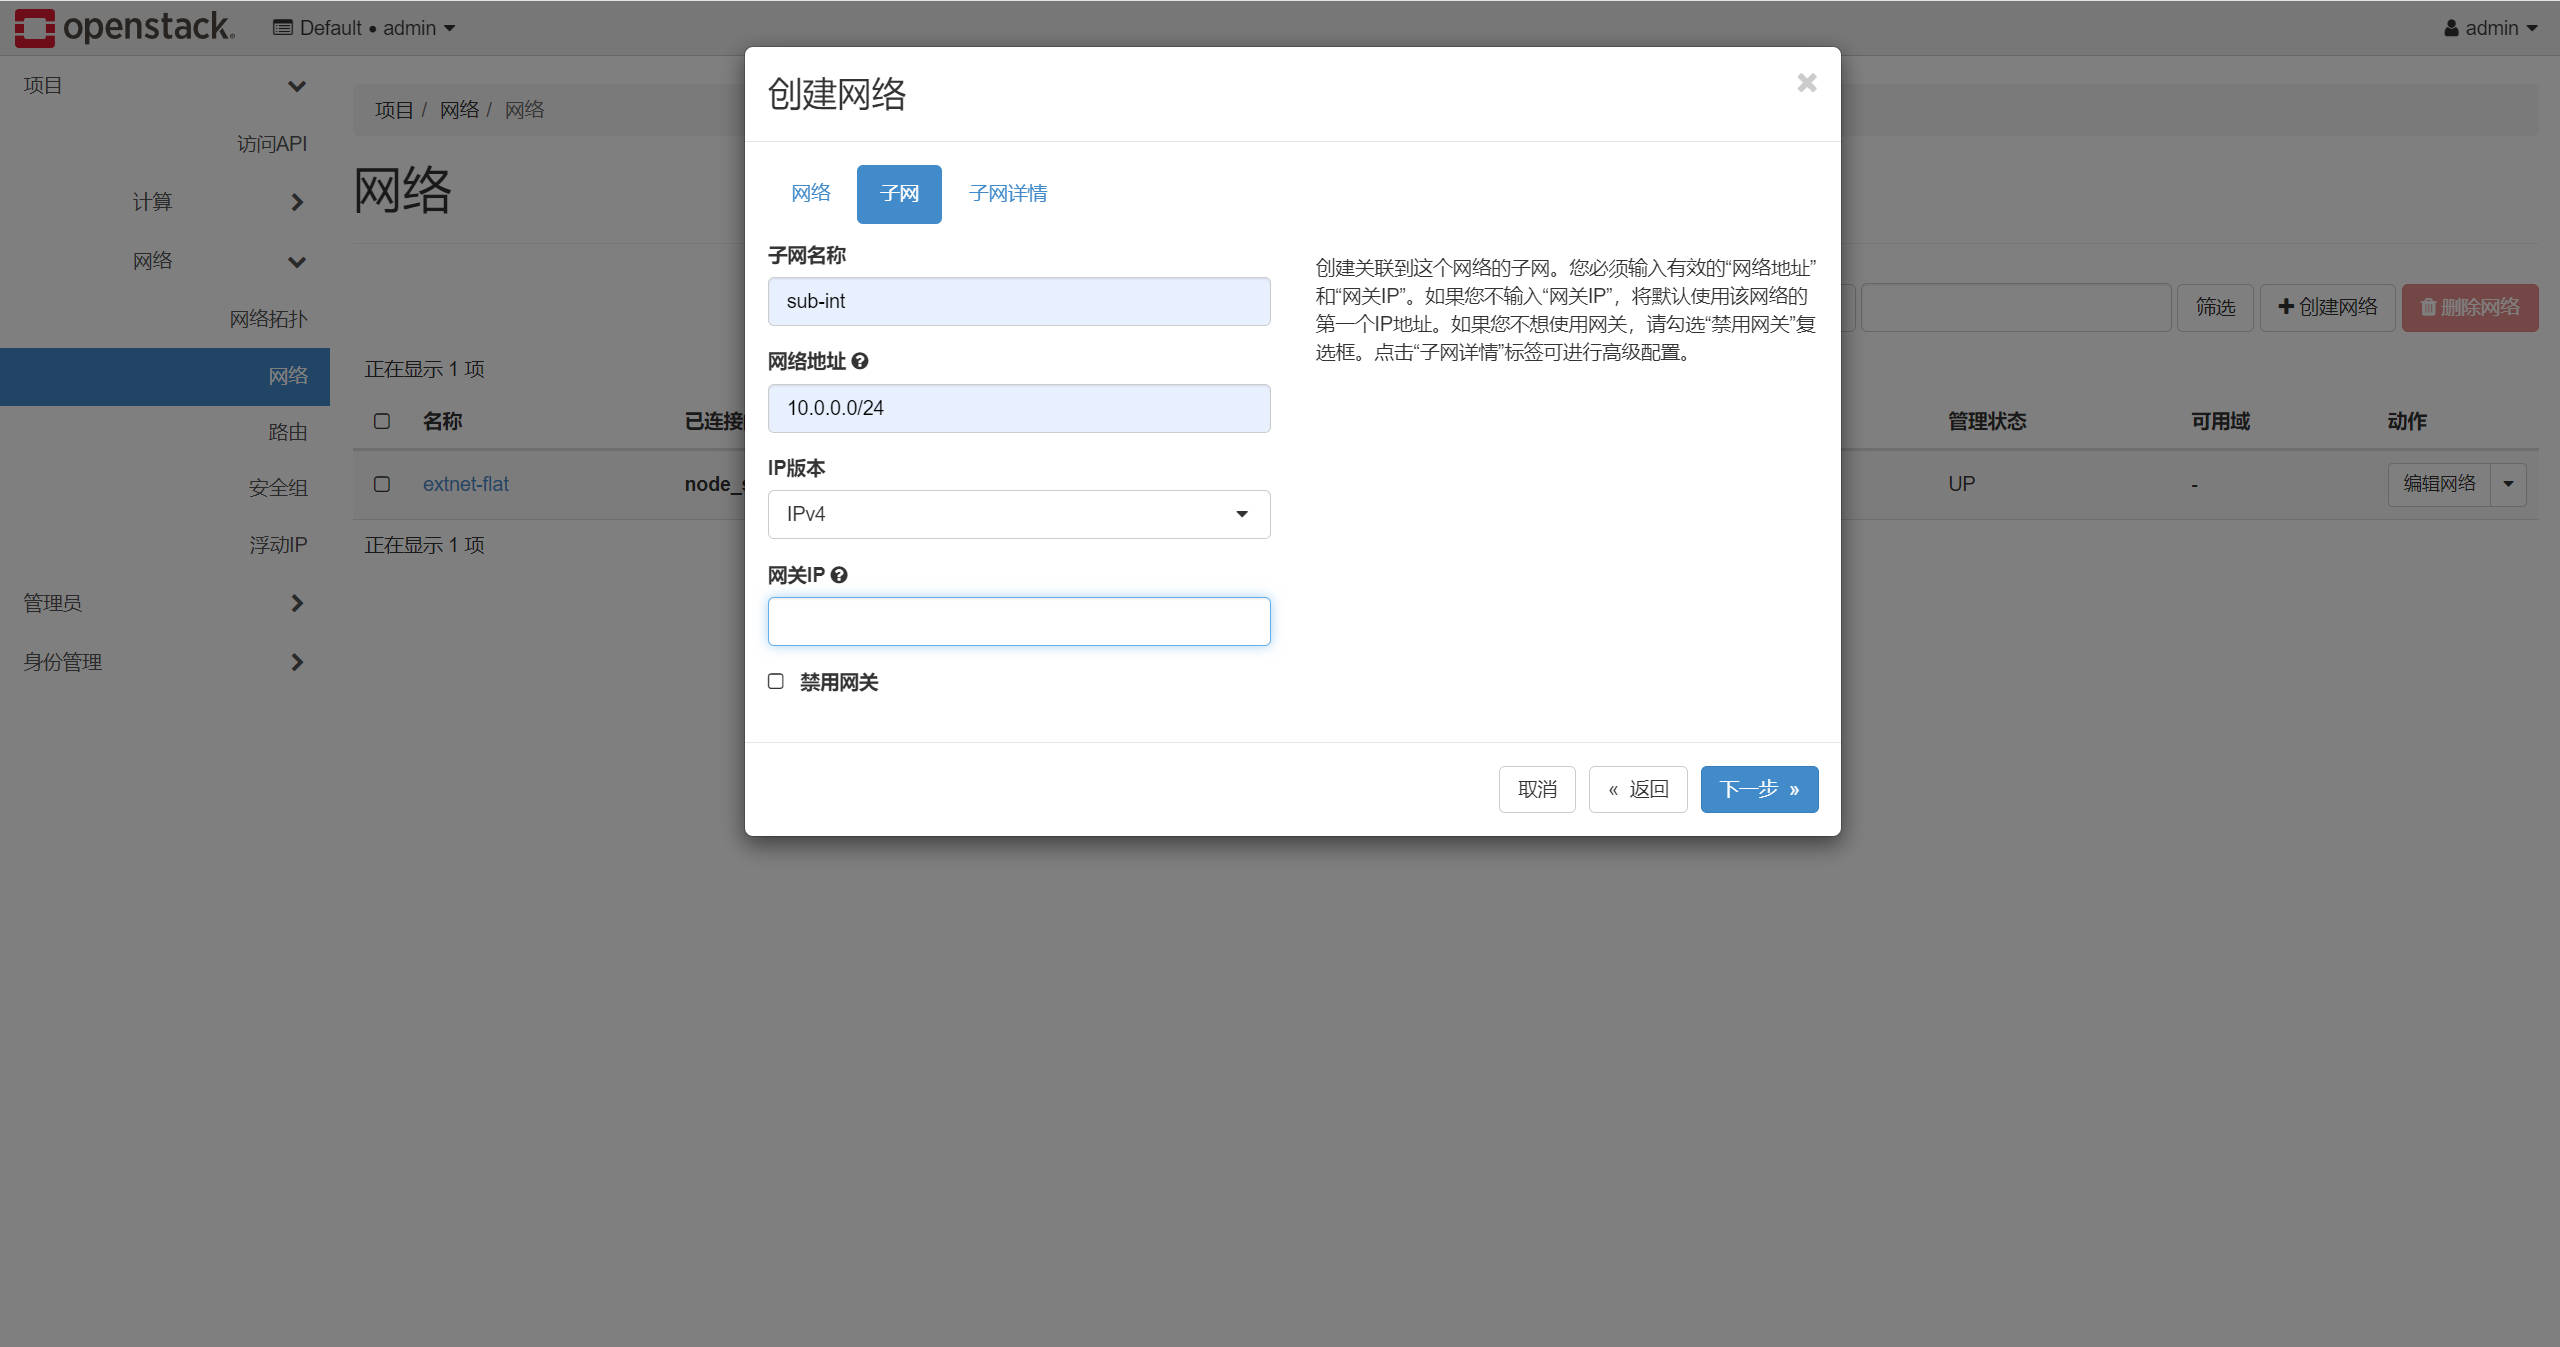 openstack. Default • admin admin
项目
访问API
计算
网络
网络拓扑
网络
路由
安全组
浮动IP
管理员
身份管理
项目 / 网络 / 网络
网络
筛选 创建网络 删除网络
正在显示 1 项
名称 已连接 管理状态 可用域 动作
extnet-flat node_s UP - 编辑网络
正在显示 1 项
创建网络
网络 子网 子网详情
子网名称
sub-int
网络地址
10.0.0.0/24
IP版本
IPv4
网关IP
禁用网关
创建关联到这个网络的子网。您必须输入有效的“网络地址”
和“网关IP”。如果您不输入“网关IP”，将默认使用该网络的
第一个IP地址。如果您不想使用网关，请勾选“禁用网关”复
选框。点击“子网详情”标签可进行高级配置。
取消 « 返回 下一步 »